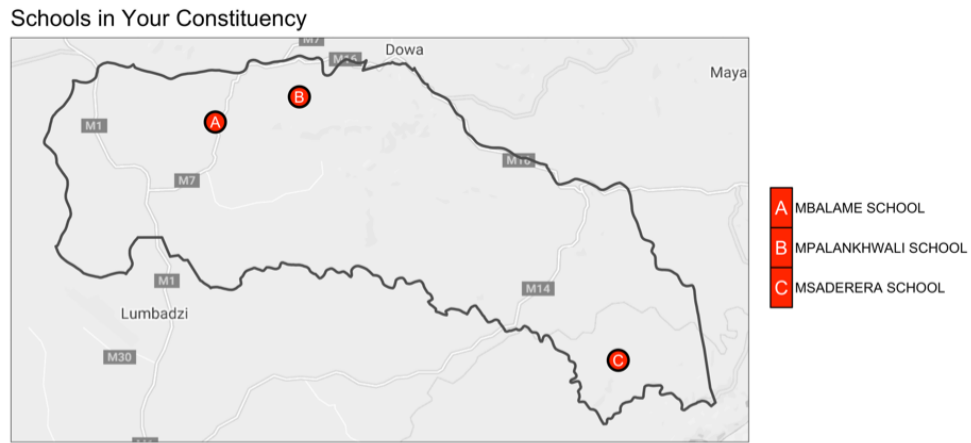 Schools in Your Constituency
M7
M16
Dowa
Maya
B
A
M1
M16
M7
A MBALAME SCHOOL
B MPALANKHWALI SCHOOL
C MSADERERA SCHOOL
M1
M14
Lumbadzi
M30
C